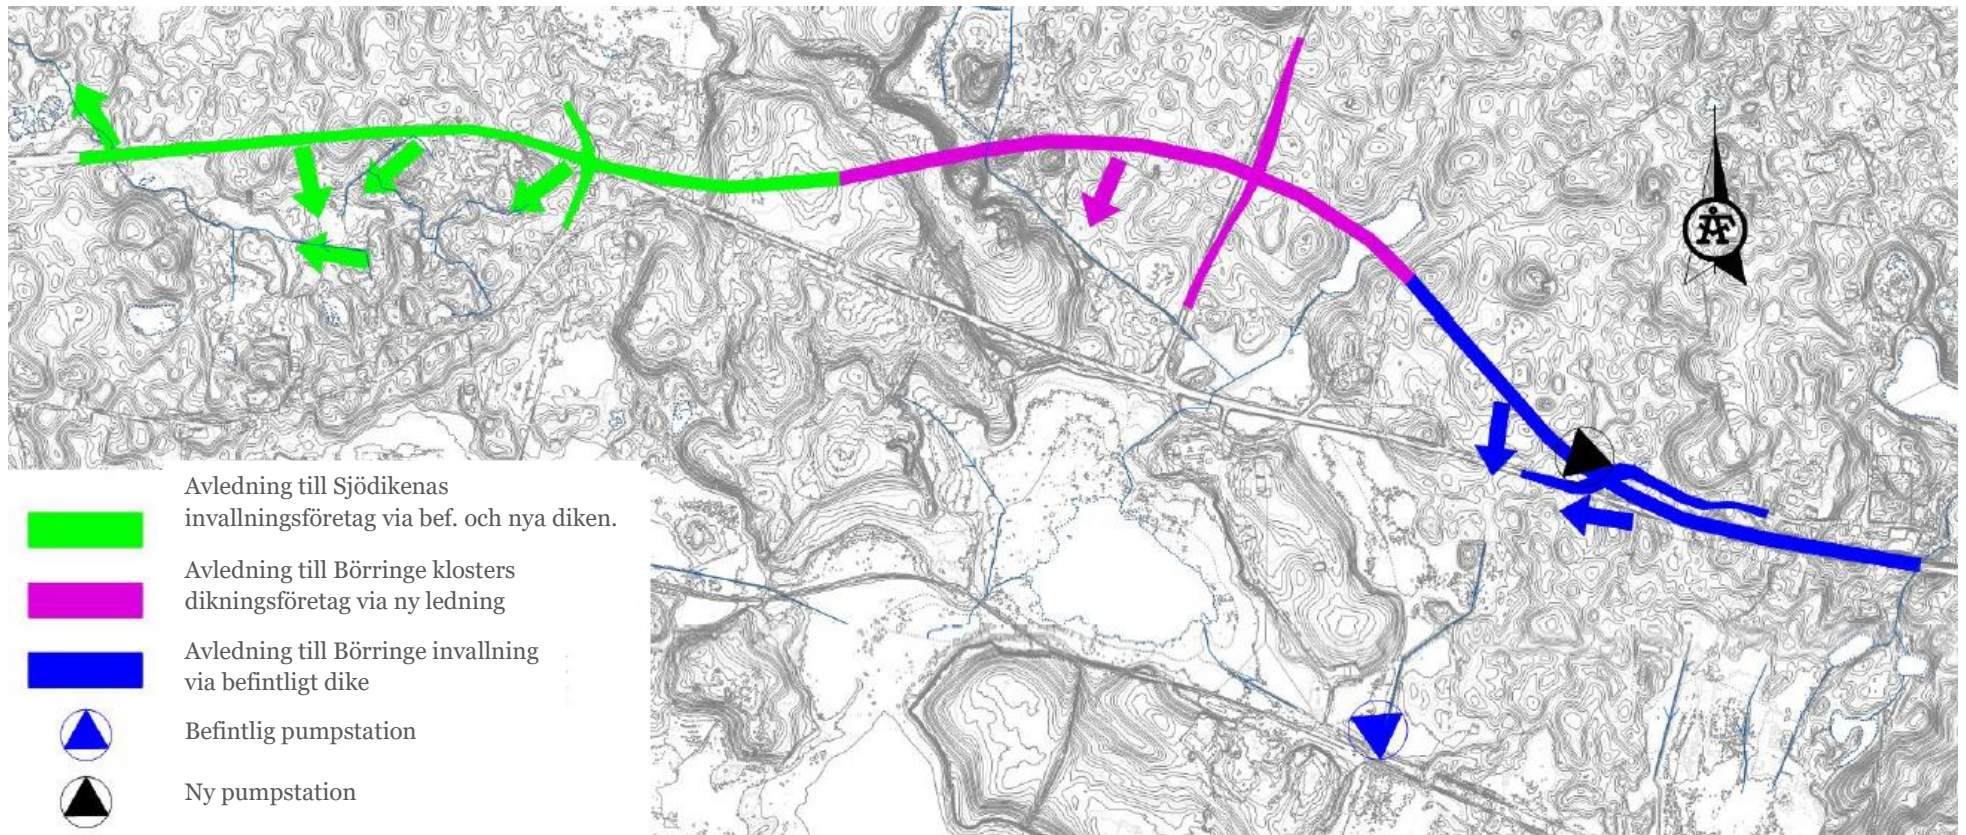 ÅF
Avledning till Sjödikenas
invallningsföretag via bef. och nya diken.
Avledning till Börringe klosters
dikningsföretag via ny ledning
Avledning till Börringe invallning
via befintligt dike
Befintlig pumpstation
Ny pumpstation